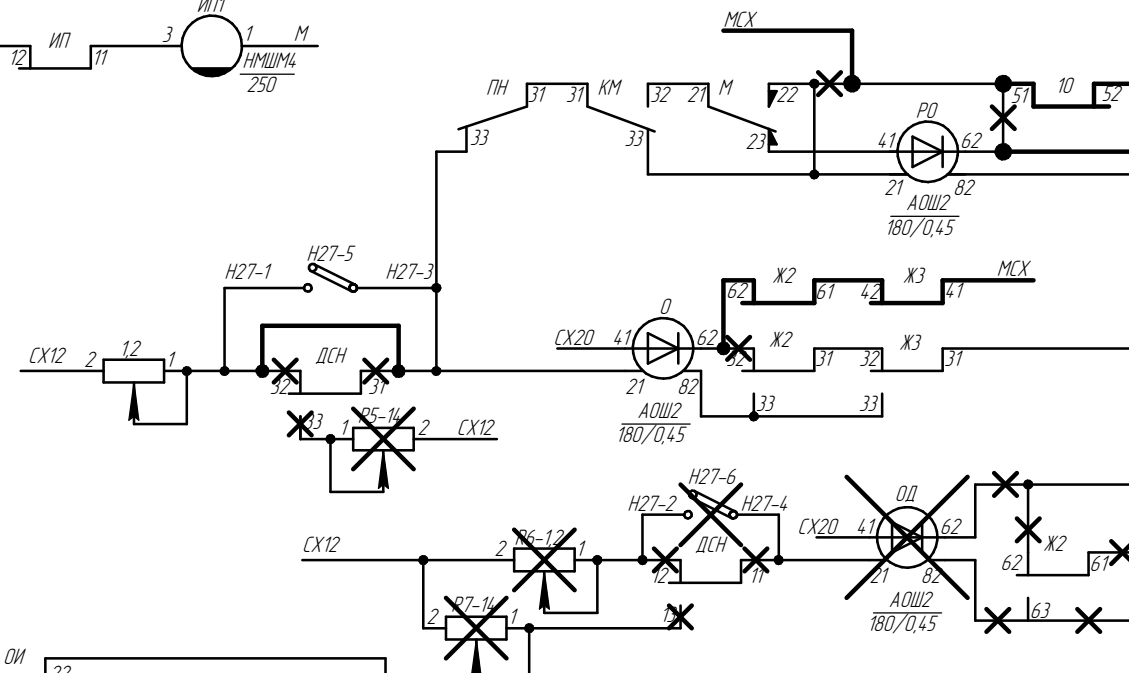 ИП1
12 ИП 11 3 1 М
НМШМ4
250
МСХ
ПН 31 31 КМ 32 21 М 22 51 10 52
33 33 23 41 РО 62
21 82
АОШ2
180/0,45
Н27-1 Н27-5 Н27-3
62 Ж2 61 42 Ж3 41 МСХ
СХ12 2 1,2 1 32 ДСН 31 СХ20 41 О 62 32 Ж2 31 32 Ж3 31
21 82
33 33
АОШ2
180/0,45
33 1 R5-14 2 СХ12
СХ12 2 R6-1,2 1 Н27-2 Н27-6 Н27-4
12 ДСН 11 СХ20 41 ОД 62
62 Ж2 61
21 82
63
АОШ2
180/0,45
2 R7-14 1 13
ОИ 22